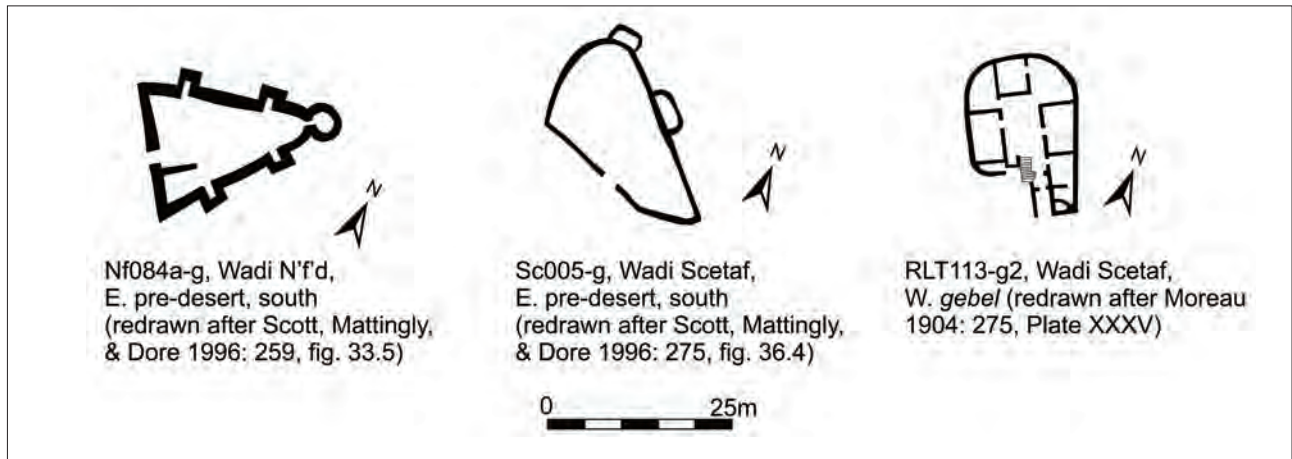 N
Nf084a-g, Wadi N'f'd,
E. pre-desert, south
(redrawn after Scott, Mattingly,
& Dore 1996: 259, fig. 33.5)
N
Sc005-g, Wadi Scetaf,
E. pre-desert, south
(redrawn after Scott, Mattingly,
& Dore 1996: 275, fig. 36.4)
N
RLT113-g2, Wadi Scetaf,
W. gebel (redrawn after Moreau
1904: 275, Plate XXXV)
0 25m